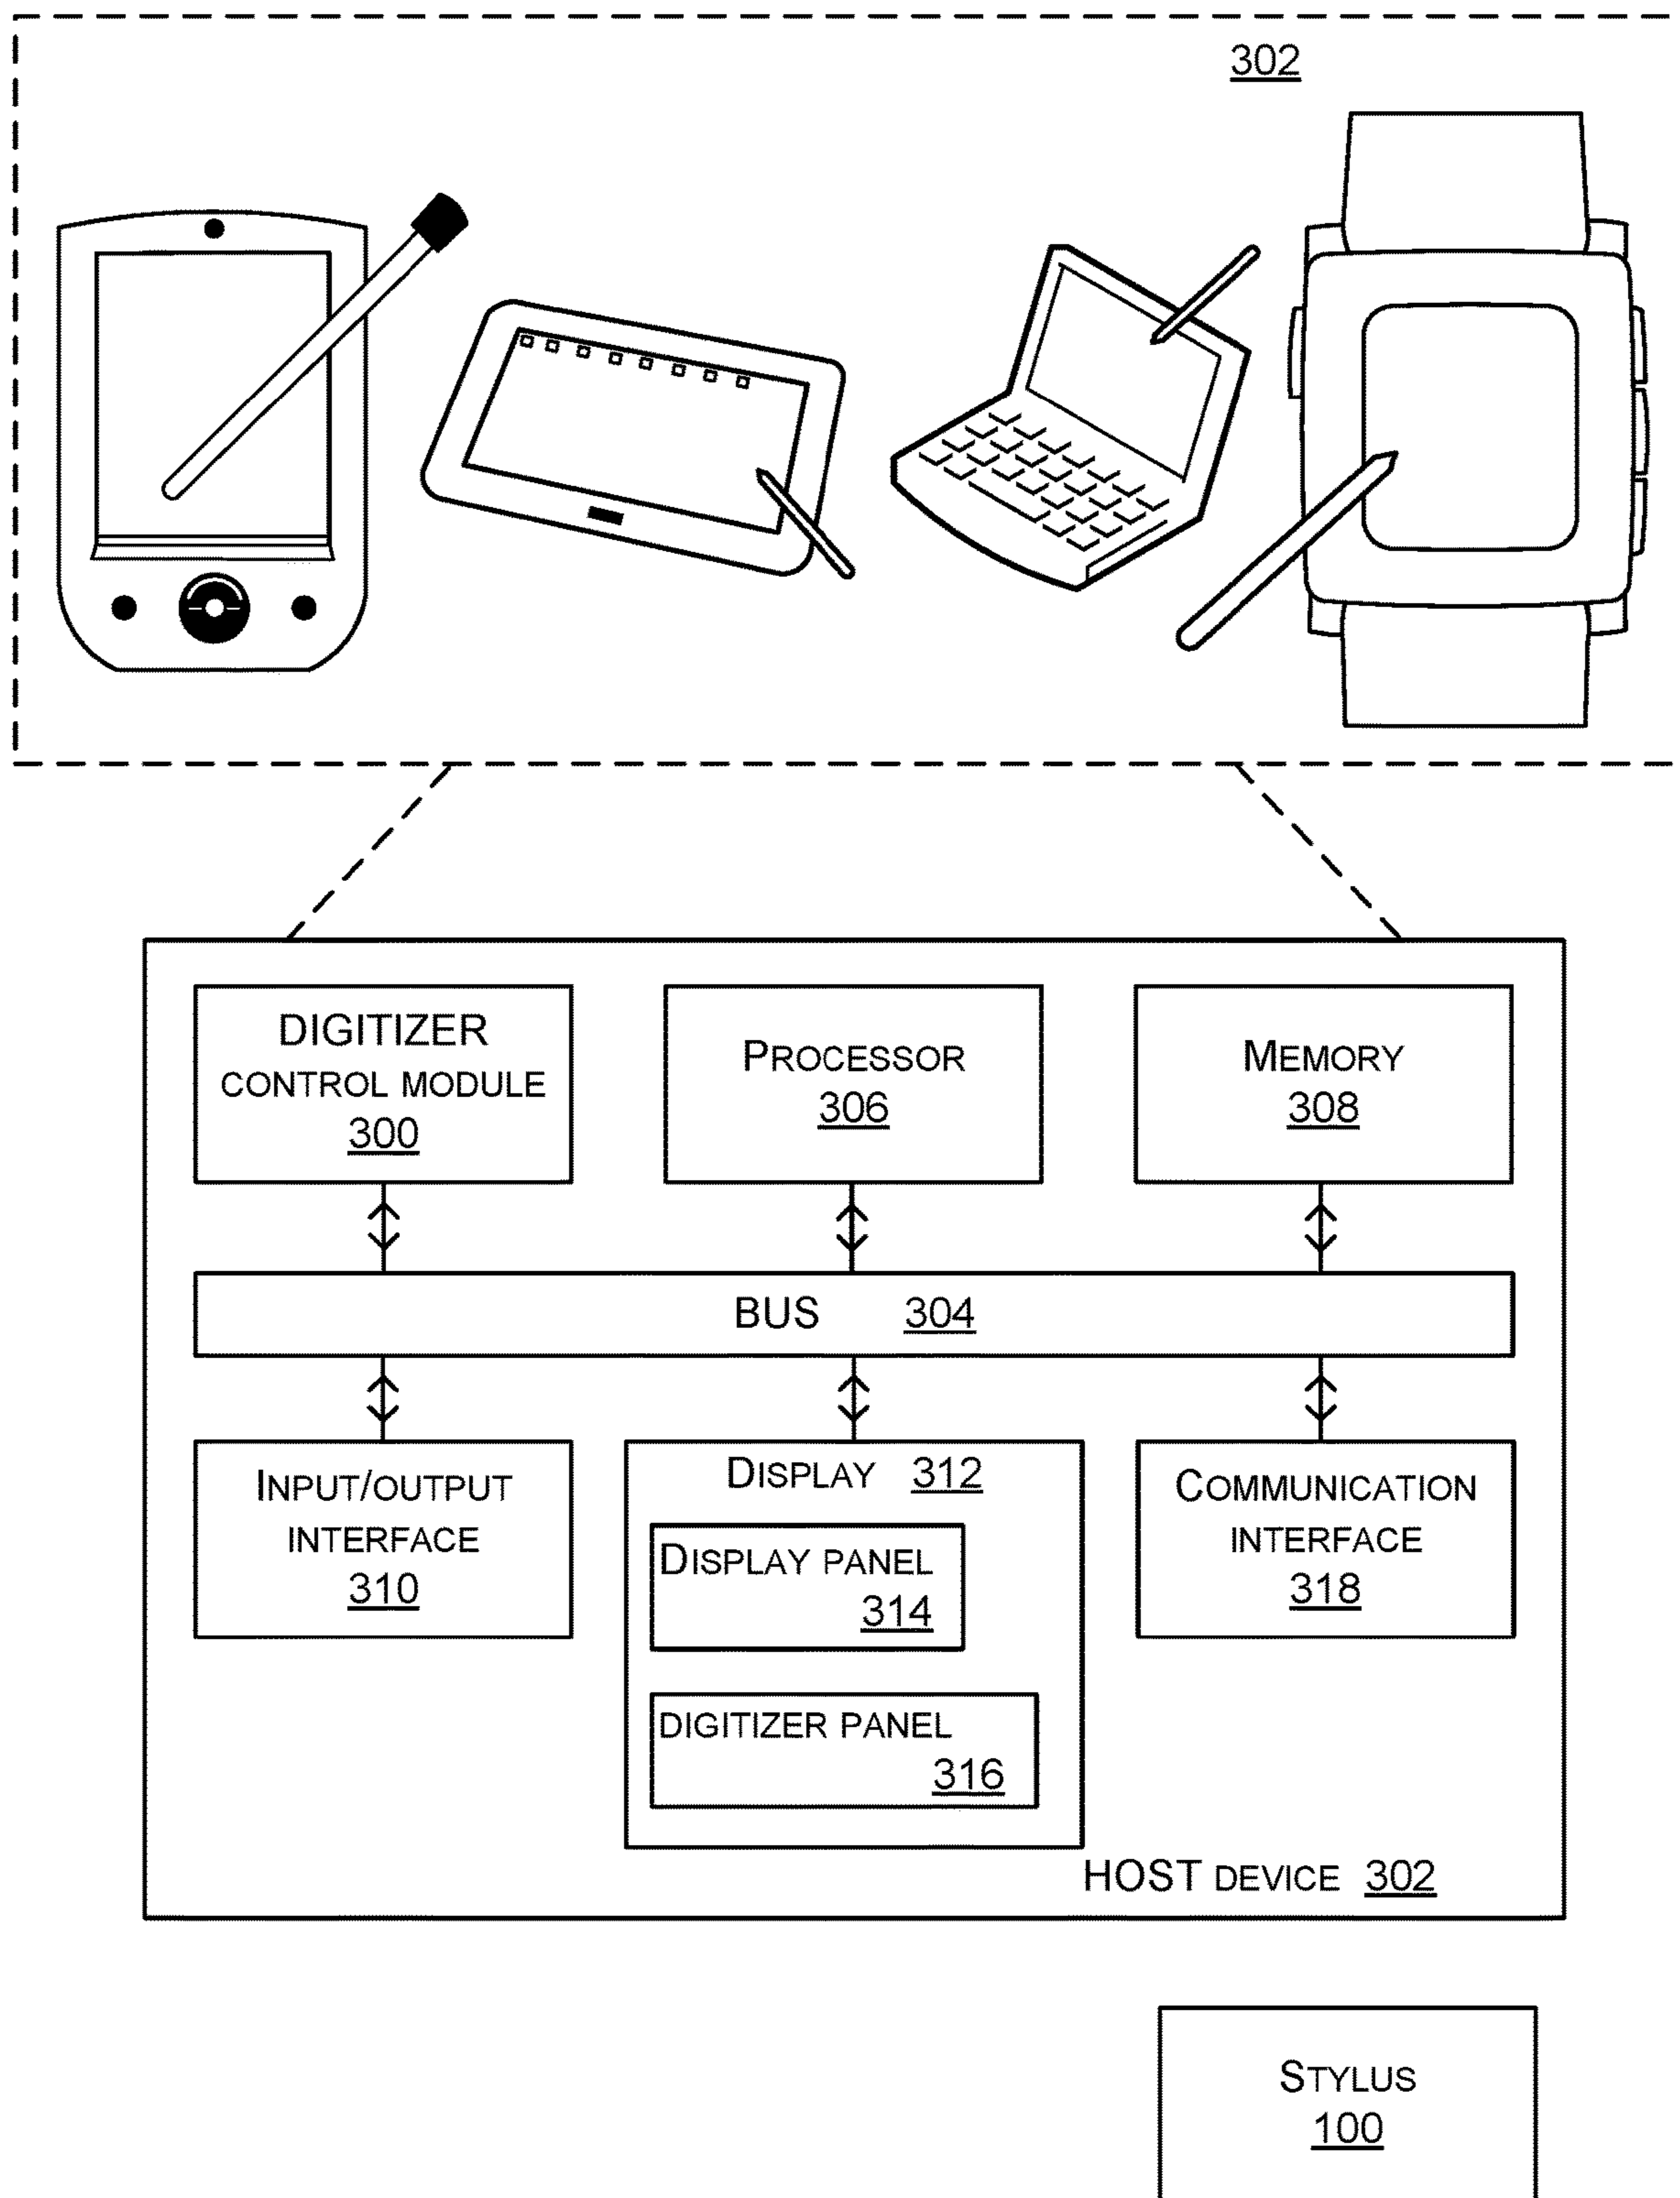 302
DIGITIZER
CONTROL MODULE
300
PROCESSOR
306
MEMORY
308
BUS 304
INPUT/OUTPUT
INTERFACE
310
DISPLAY 312
DISPLAY PANEL
314
DIGITIZER PANEL
316
COMMUNICATION
INTERFACE
318
HOST DEVICE 302
STYLUS
100